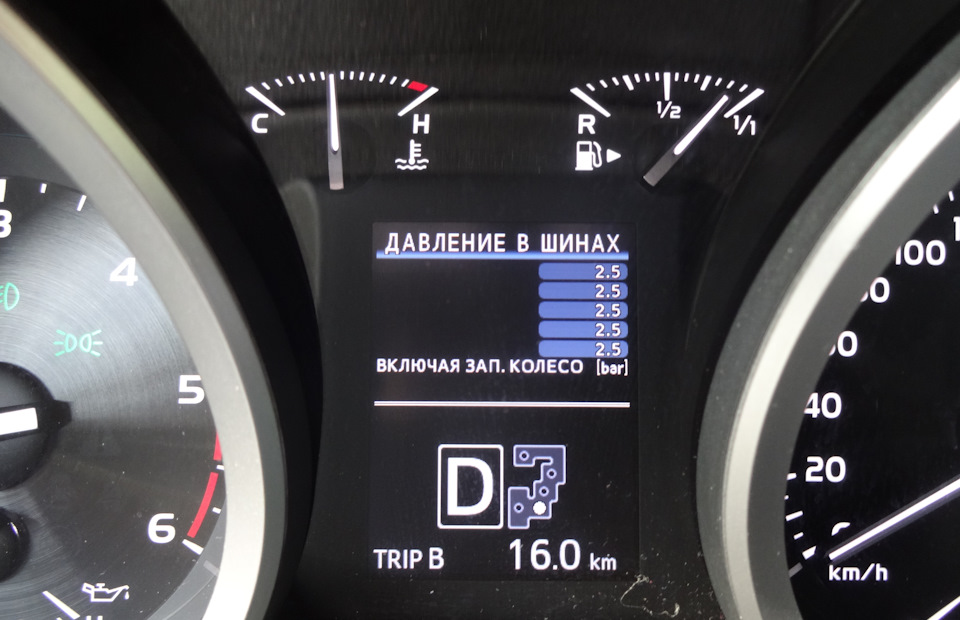 C
H
R
1/2
1/1
ДАВЛЕНИЕ В ШИНАХ
2.5
2.5
2.5
2.5
2.5
ВКЛЮЧАЯ ЗАП. КОЛЕСО [bar]
D
TRIP B 16.0 km
3
4
5
6
100
40
20
km/h